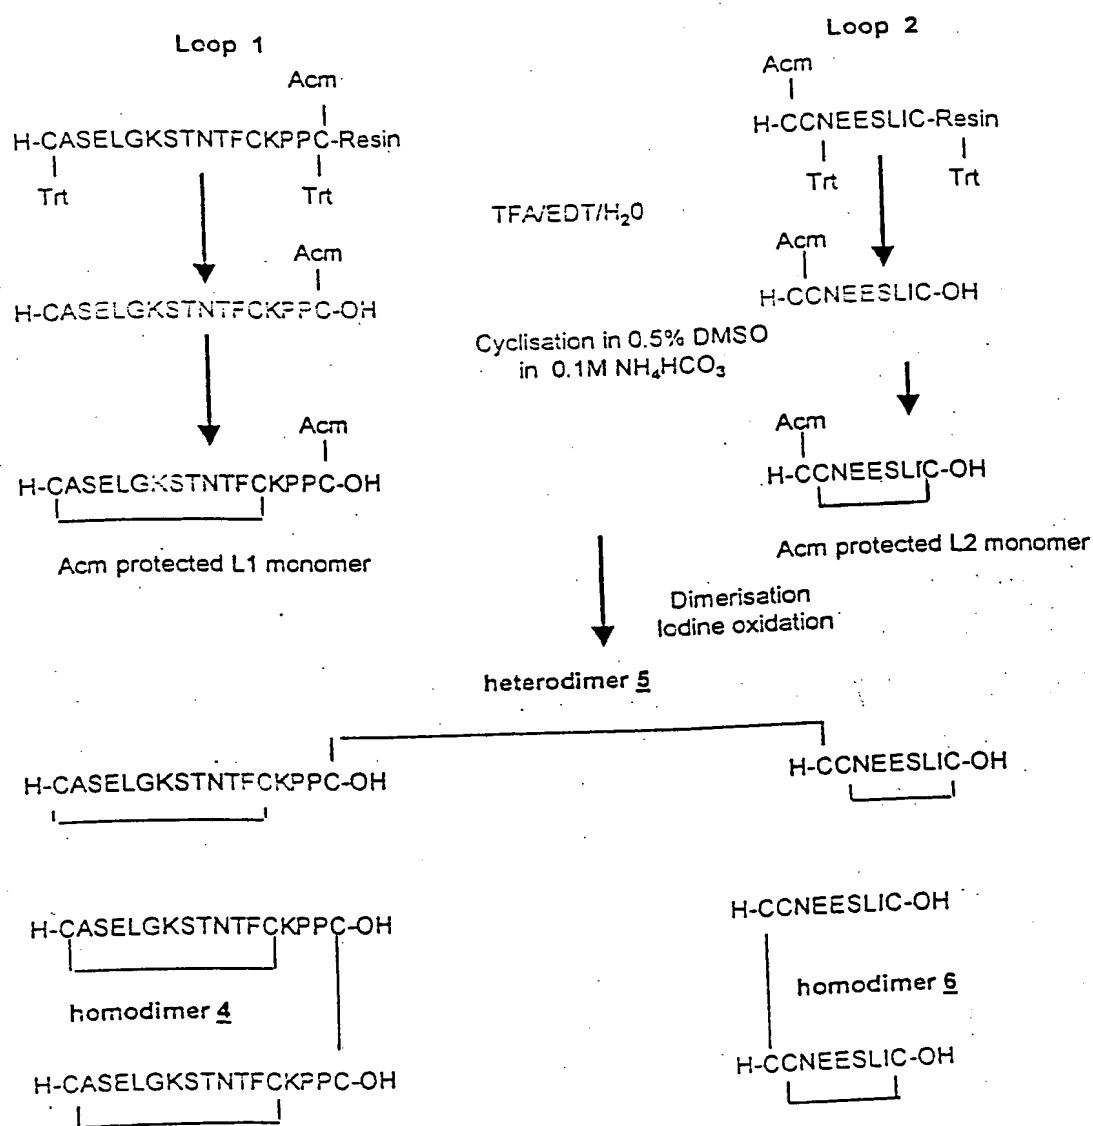 Loop 1
Loop 2
Acm
Acm
H-CASELGKSTNTFCKPPC-Resin
H-CCNEESLIC-Resin
Trt
Trt
Trt
Trt
TFA/EDT/H₂0
Acm
Acm
H-CASELGKSTNTFCKPPC-OH
H-CCNEESLIC-OH
Cyclisation in 0.5% DMSO
in 0.1M NH₄HCO₃
Acm
Acm
H-CASELGKSTNTFCKPPC-OH
H-CCNEESLIC-OH
Acm protected L1 monomer
Acm protected L2 monomer
Dimerisation
Iodine oxidation
heterodimer 5
H-CASELGKSTNTFCKPPC-OH
H-CCNEESLIC-OH
H-CASELGKSTNTFCKPPC-OH
H-CCNEESLIC-OH
homodimer 4
homodimer 6
H-CASELGKSTNTFCKPPC-OH
H-CCNEESLIC-OH